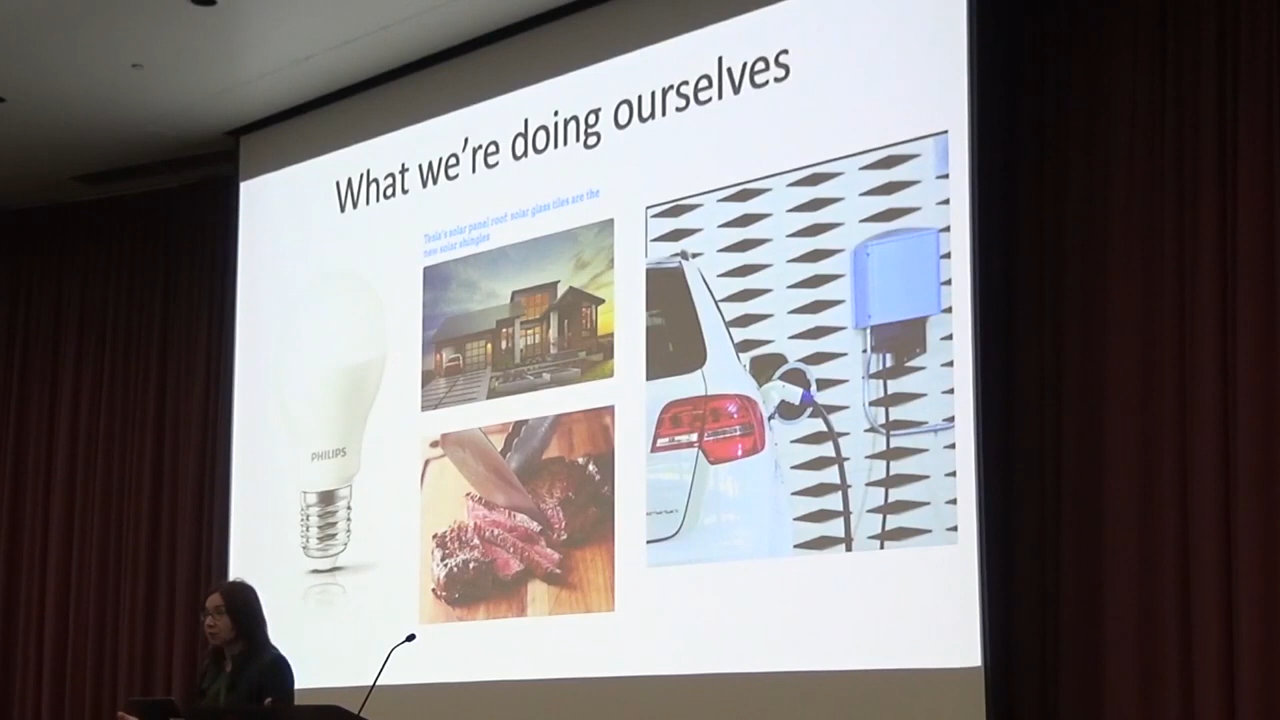 What we're doing ourselves
Tesla's solar panel roof: solar glass tiles are the
new solar shingles
PHILIPS